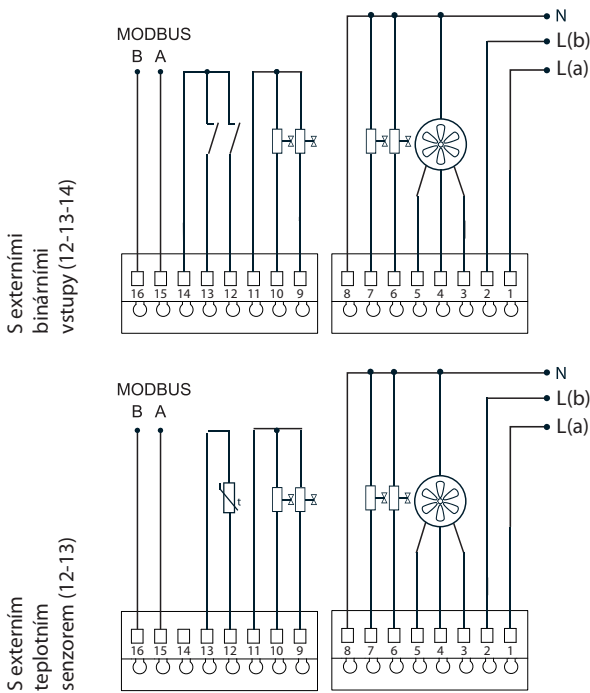 S externími
binárními
vstupy (12-13-14)
MODBUS
B A
N
L(b)
L(a)
16 15 14 13 12 11 10 9
8 7 6 5 4 3 2 1
S externím
teplotním
senzorem (12-13)
MODBUS
B A
t
N
L(b)
L(a)
16 15 14 13 12 11 10 9
8 7 6 5 4 3 2 1